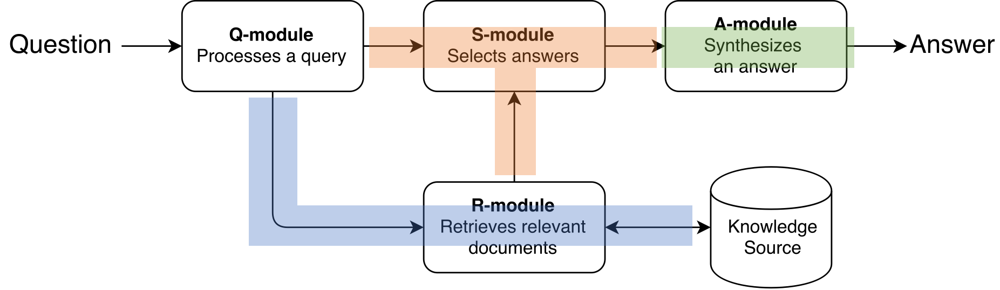 Question
Q-module
Processes a query
S-module
Selects answers
A-module
Synthesizes
an answer
Answer
R-module
Retrieves relevant
documents
Knowledge
Source